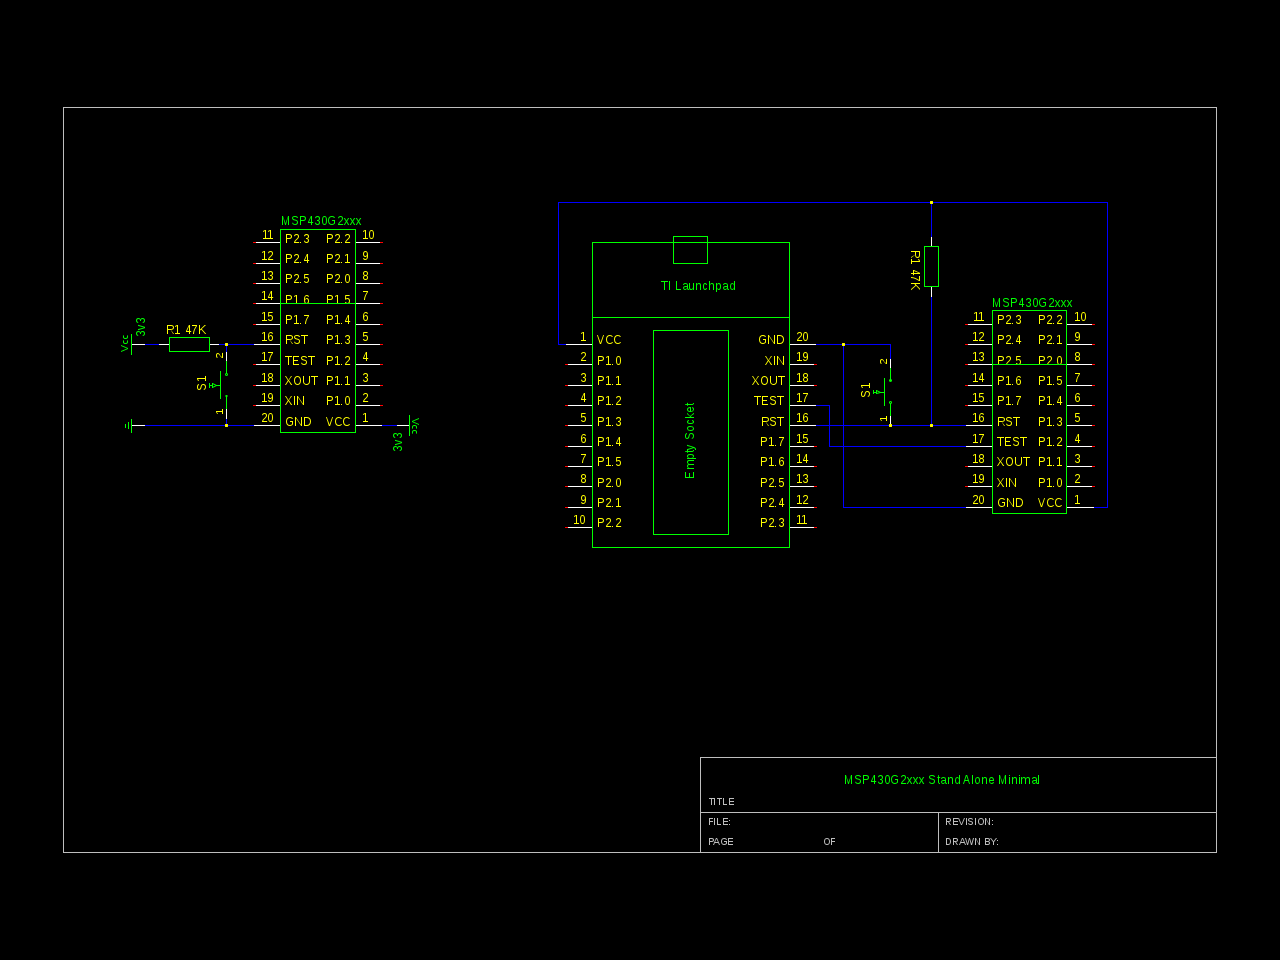 MSP430G2xxx
11 P2.3 P2.2 10
12 P2.4 P2.1 9
13 P2.5 P2.0 8
14 P1.6 P1.5 7
15 P1.7 P1.4 6
16 RST P1.3 5
17 TEST P1.2 4
18 XOUT P1.1 3
19 XIN P1.0 2
20 GND VCC 1
Vcc
3v3
R1 47K
S1
2
1
Vcc
3v3
TI Launchpad
Empty Socket
1 VCC GND 20
2 P1.0 XIN 19
3 P1.1 XOUT 18
4 P1.2 TEST 17
5 P1.3 RST 16
6 P1.4 P1.7 15
7 P1.5 P1.6 14
8 P2.0 P2.5 13
9 P2.1 P2.4 12
10 P2.2 P2.3 11
S1
2
1
R1 47K
MSP430G2xxx
11 P2.3 P2.2 10
12 P2.4 P2.1 9
13 P2.5 P2.0 8
14 P1.6 P1.5 7
15 P1.7 P1.4 6
16 RST P1.3 5
17 TEST P1.2 4
18 XOUT P1.1 3
19 XIN P1.0 2
20 GND VCC 1
MSP430G2xxx Stand Alone Minimal
TITLE
FILE: REVISION:
PAGE OF DRAWN BY: